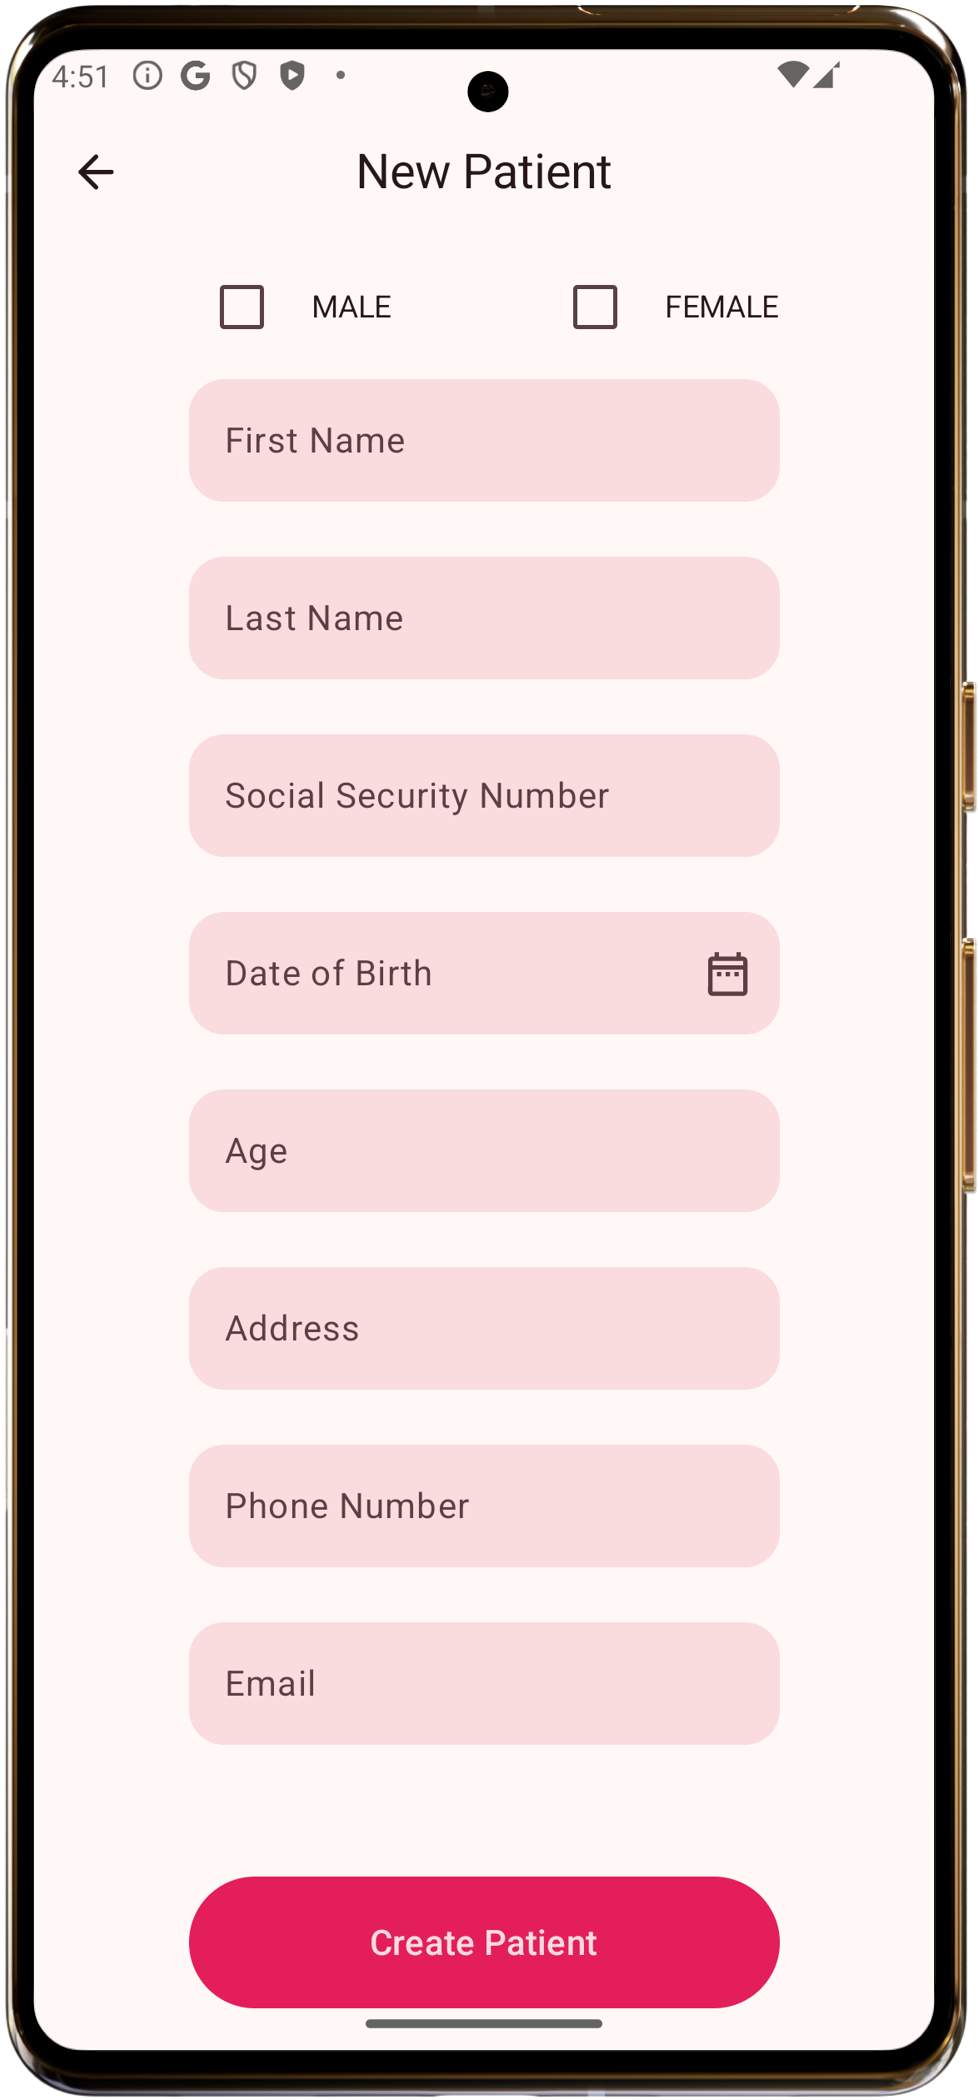 4:51
New Patient
MALE FEMALE
First Name
Last Name
Social Security Number
Date of Birth
Age
Address
Phone Number
Email
Create Patient